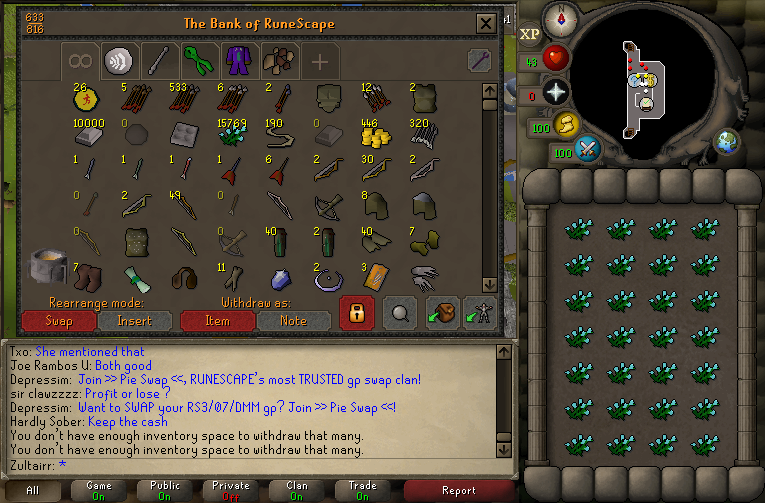 633
816
The Bank of RuneScape
+1
XP
43
0
100
100
26 5 533 6 2 12 2
10000 0 15769 190 0 446 320
1 1 1 1 6 2 30 2
0 2 49 0 8
0 0 40 2 40 2
7 11 2 3
Rearrange mode:
Withdraw as:
Swap Insert Item Note
Txo: She mentioned that
Joe Rambos U: Both good
Depressim: Join >> Pie Swap <<, RUNESCAPE's most TRUSTED gp swap clan!
sir clawzzzz: Profit or lose ?
Depressim: Want to SWAP your RS3/07/DMM gp? Join >> Pie Swap <<!
Hardly Sober: Keep the cash
You don't have enough inventory space to withdraw that many.
You don't have enough inventory space to withdraw that many.
Zultairr: *
All
Game
On
Public
On
Private
Off
Clan
On
Trade
On
Report